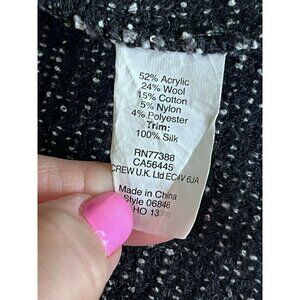 52% Acrylic
24% Wool
15% Cotton
5% Nylon
4% Polyester
Trim:
100% Silk
RN77388
CA56445
CREW U.K. Ltd EC4V 6JA
Made in China
Style 06846
HO 13